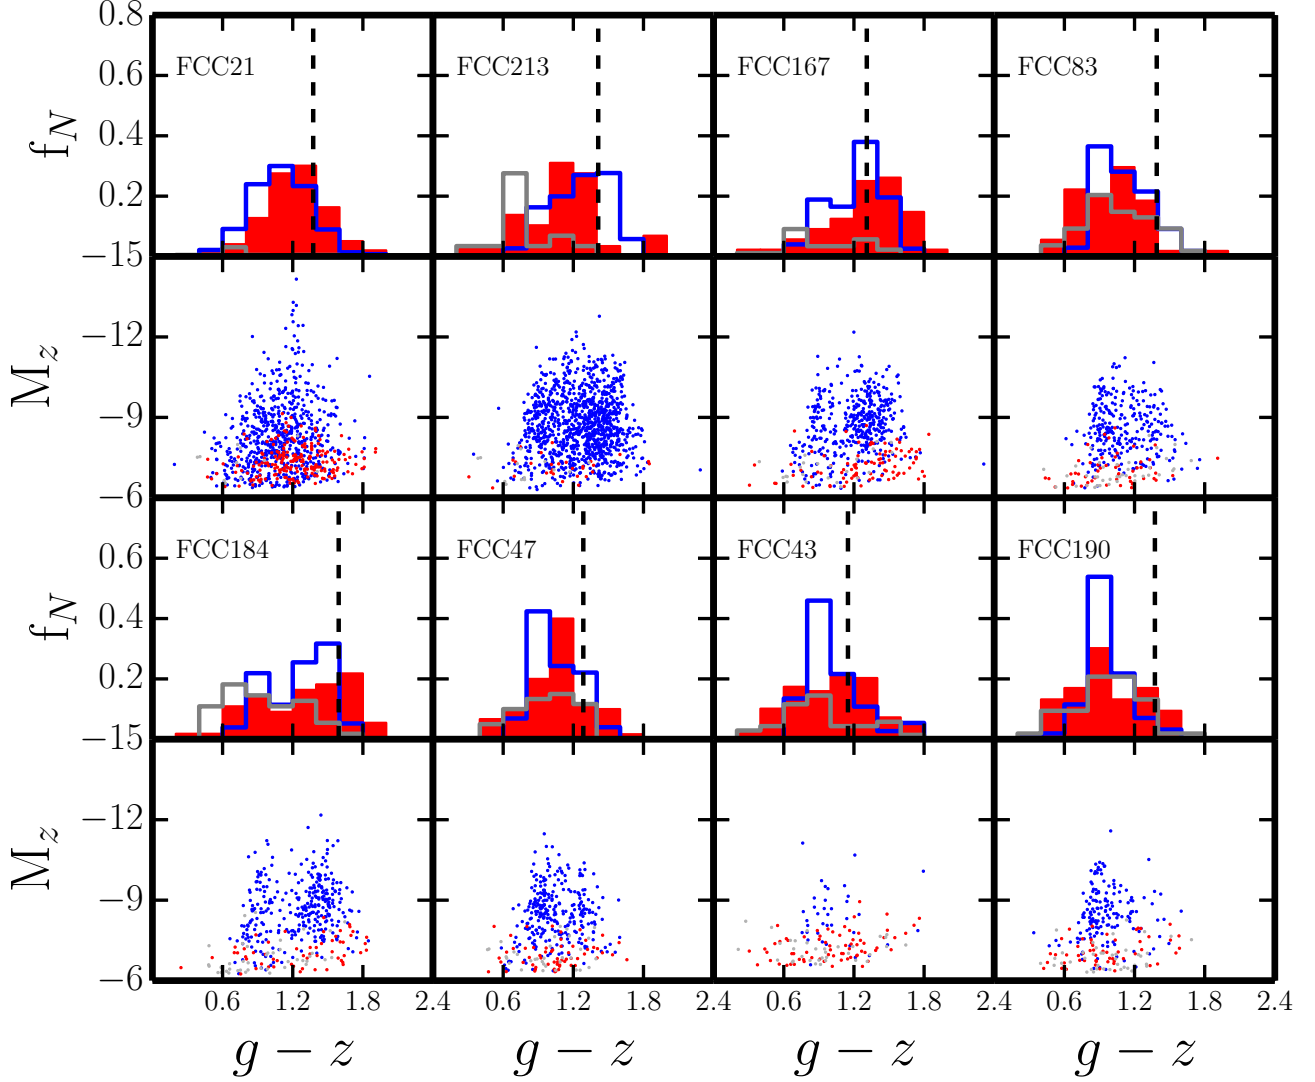 0.8
FCC21 FCC213 FCC167 FCC83
0.6
f_N
0.4
0.2
−15
−12
M_z
−9
−6
FCC184 FCC47 FCC43 FCC190
0.6
f_N
0.4
0.2
−15
−12
M_z
−9
−6
0.6 1.2 1.8 2.4 0.6 1.2 1.8 2.4 0.6 1.2 1.8 2.4 0.6 1.2 1.8 2.4
g − z g − z g − z g − z